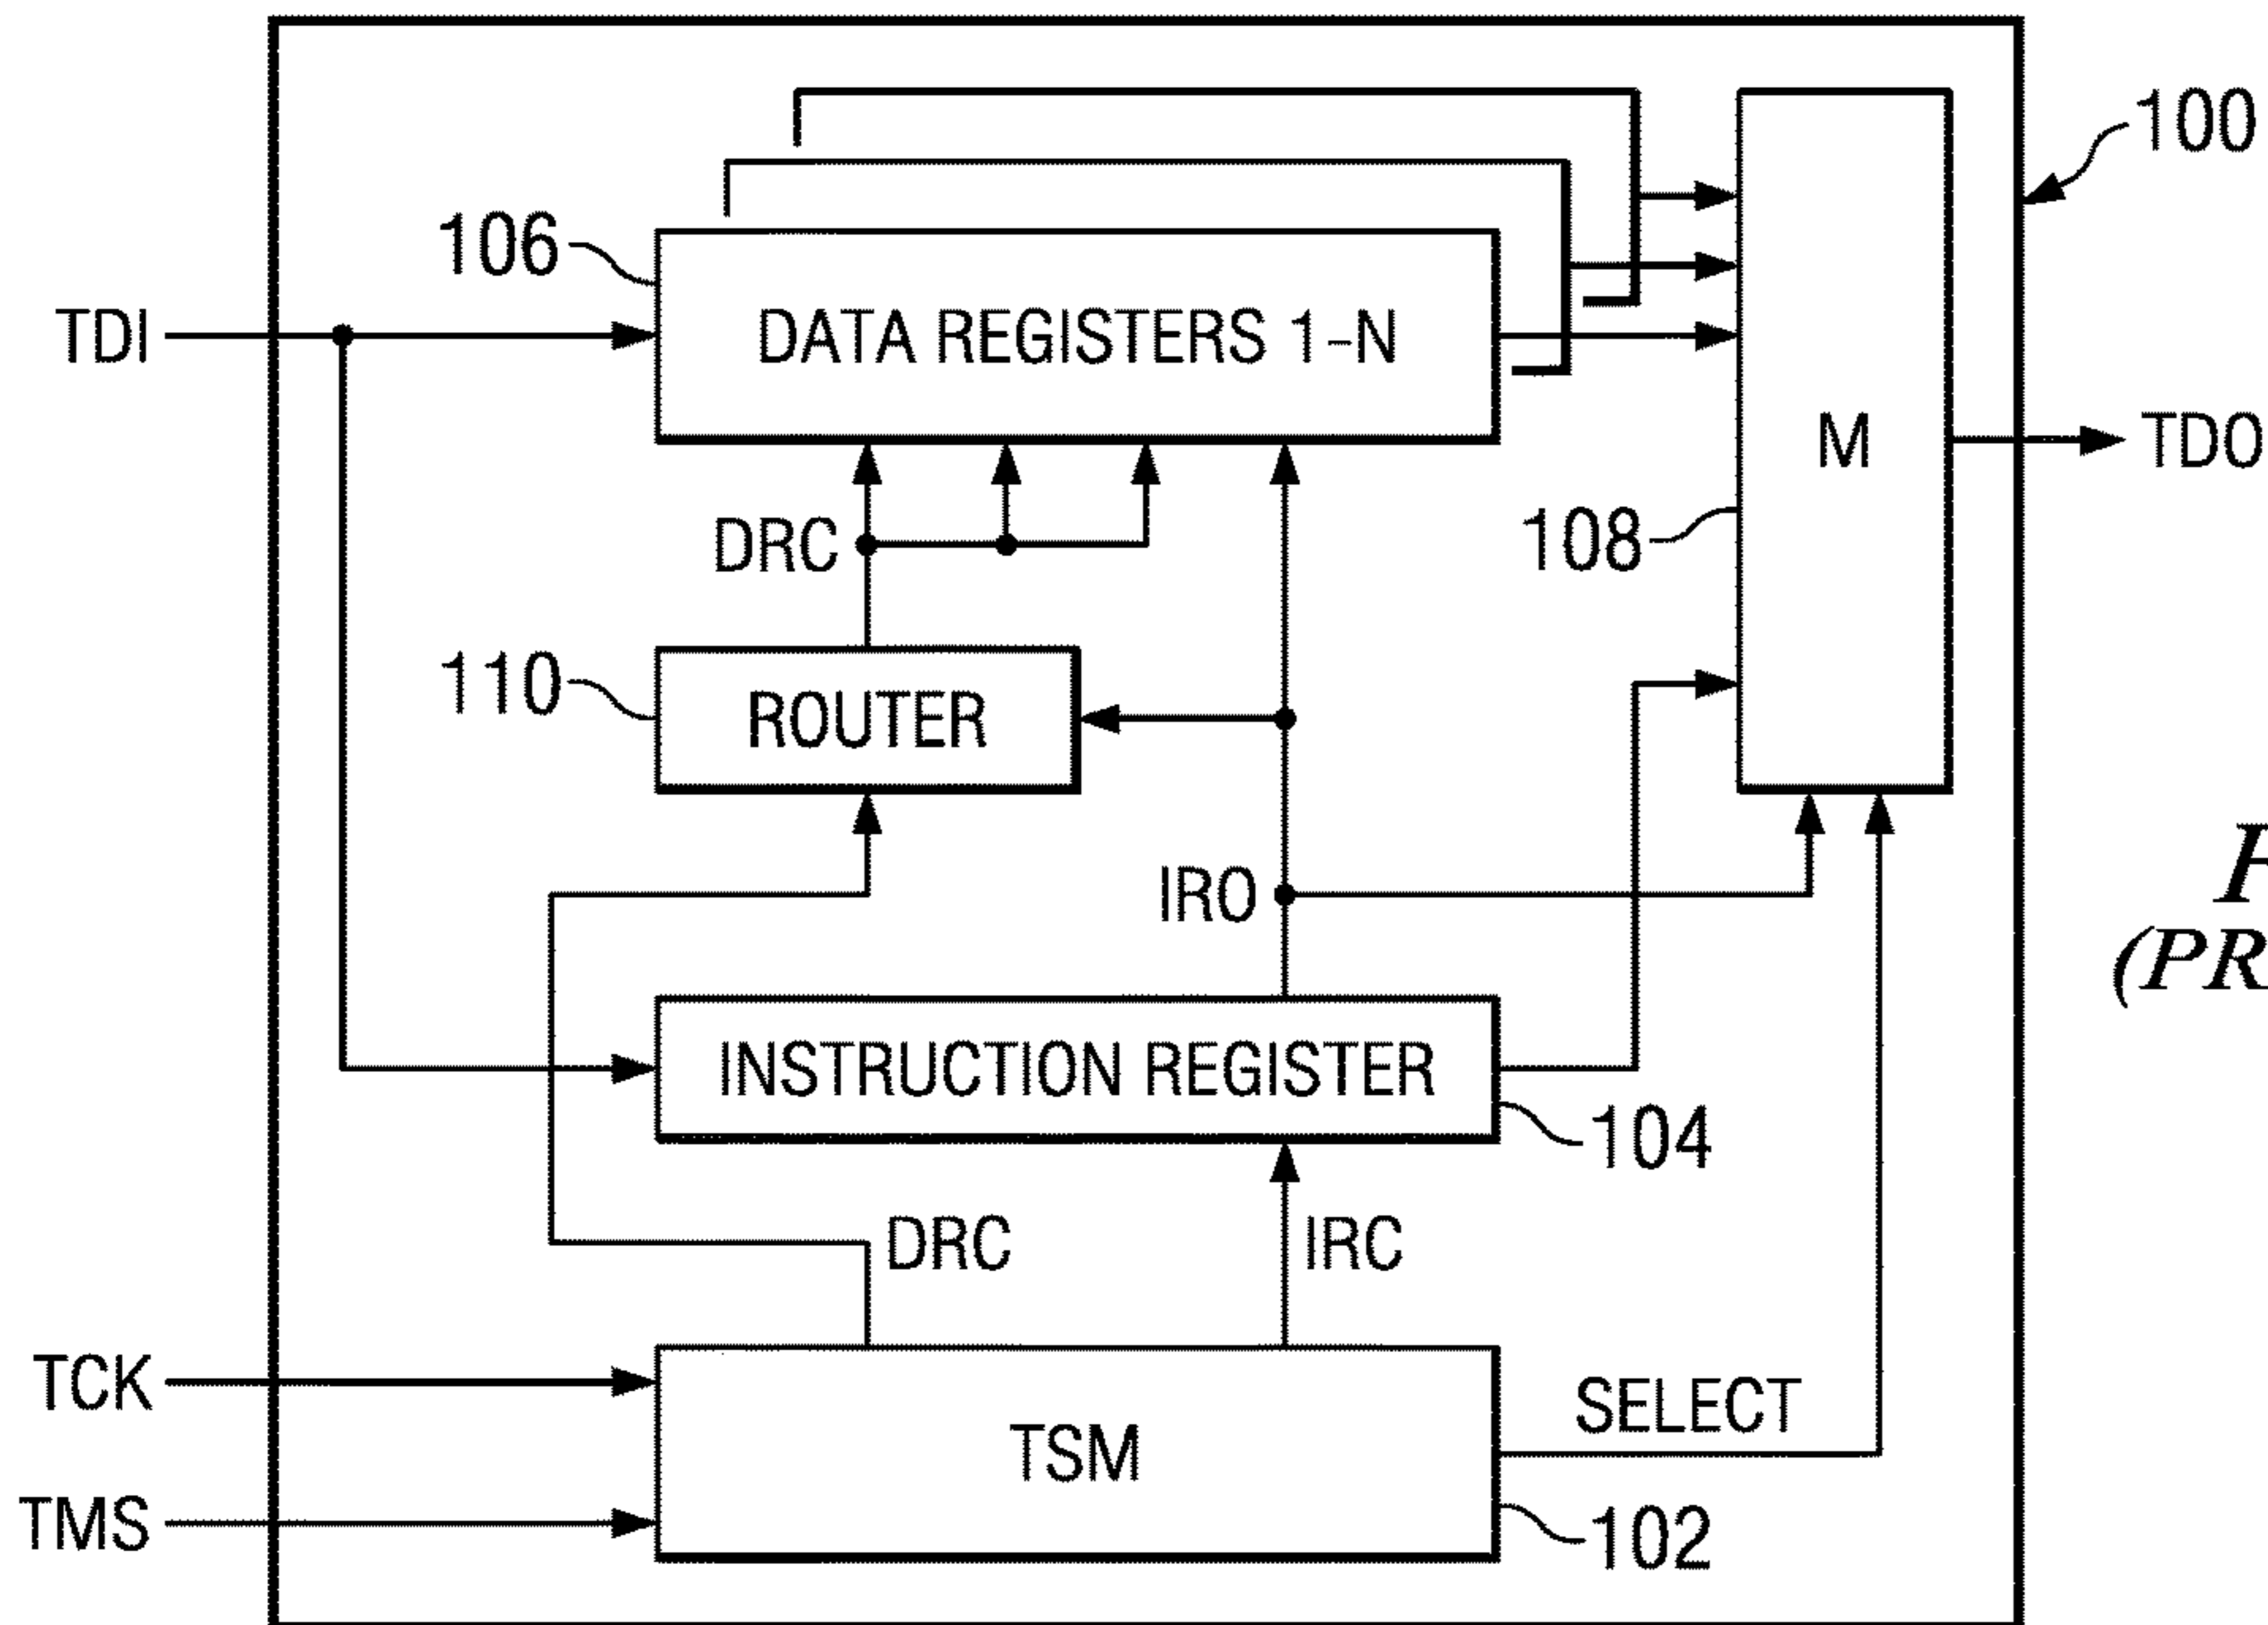 100
106
TDI
DATA REGISTERS 1-N
M
TDO
DRC
108
110
ROUTER
IRO
INSTRUCTION REGISTER
104
DRC
IRC
TCK
SELECT
TSM
TMS
102